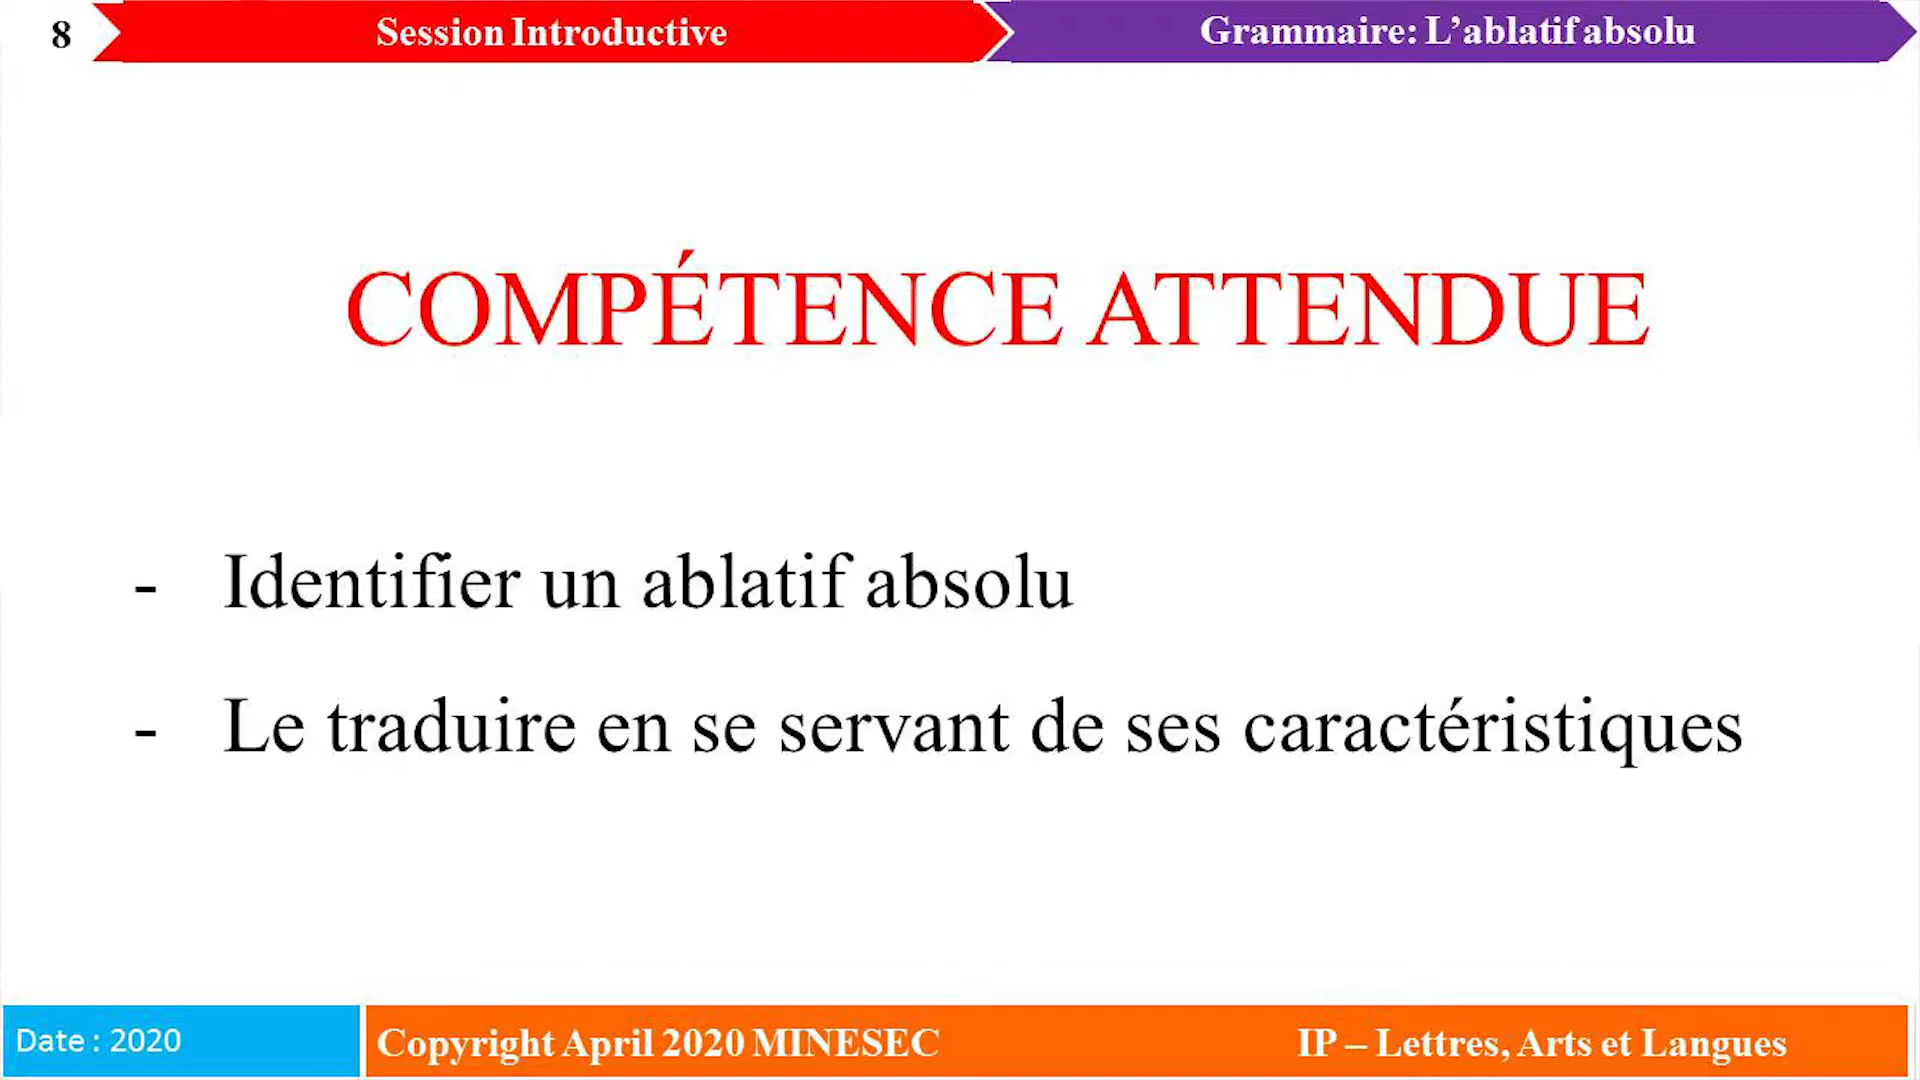 8
Session Introductive
Grammaire: L’ablatif absolu
COMPÉTENCE ATTENDUE
- Identifier un ablatif absolu
- Le traduire en se servant de ses caractéristiques
Date : 2020
Copyright April 2020 MINESEC
IP – Lettres, Arts et Langues